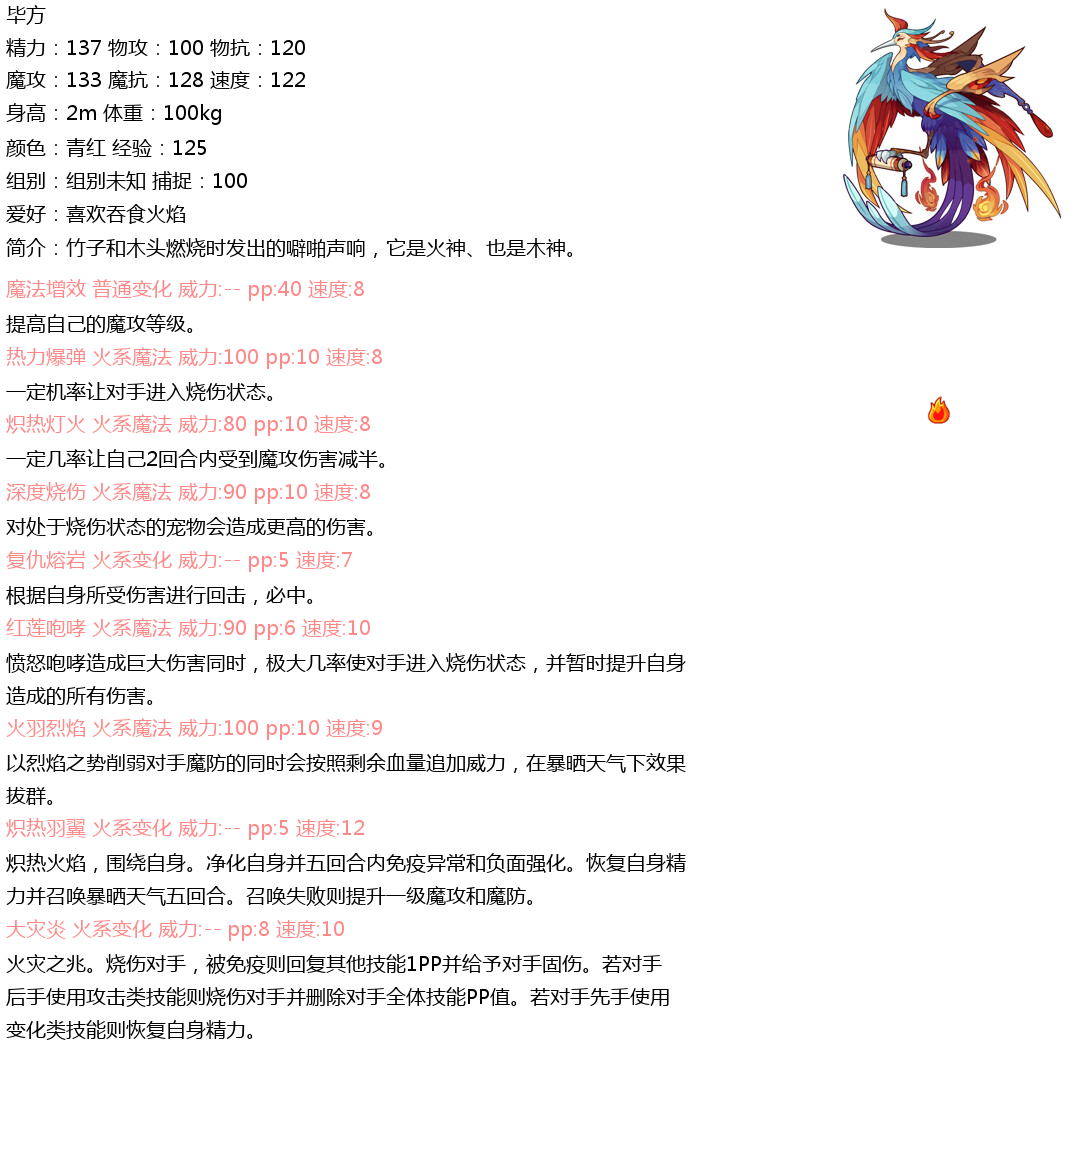 毕方
精力：137 物攻：100 物抗：120
魔攻：133 魔抗：128 速度：122
身高：2m 体重：100kg
颜色：青红 经验：125
组别：组别未知 捕捉：100
爱好：喜欢吞食火焰
简介：竹子和木头燃烧时发出的噼啪声响，它是火神、也是木神。
魔法增效 普通变化 威力:-- pp:40 速度:8
提高自己的魔攻等级。
热力爆弹 火系魔法 威力:100 pp:10 速度:8
一定机率让对手进入烧伤状态。
炽热灯火 火系魔法 威力:80 pp:10 速度:8
一定几率让自己2回合内受到魔攻伤害减半。
深度烧伤 火系魔法 威力:90 pp:10 速度:8
对处于烧伤状态的宠物会造成更高的伤害。
复仇熔岩 火系变化 威力:-- pp:5 速度:7
根据自身所受伤害进行回击，必中。
红莲咆哮 火系魔法 威力:90 pp:6 速度:10
愤怒咆哮造成巨大伤害同时，极大几率使对手进入烧伤状态，并暂时提升自身
造成的所有伤害。
火羽烈焰 火系魔法 威力:100 pp:10 速度:9
以烈焰之势削弱对手魔防的同时会按照剩余血量追加威力，在暴晒天气下效果
拔群。
炽热羽翼 火系变化 威力:-- pp:5 速度:12
炽热火焰，围绕自身。净化自身并五回合内免疫异常和负面强化。恢复自身精
力并召唤暴晒天气五回合。召唤失败则提升一级魔攻和魔防。
大灾炎 火系变化 威力:-- pp:8 速度:10
火灾之兆。烧伤对手，被免疫则回复其他技能1PP并给予对手固伤。若对手
后手使用攻击类技能则烧伤对手并删除对手全体技能PP值。若对手先手使用
变化类技能则恢复自身精力。